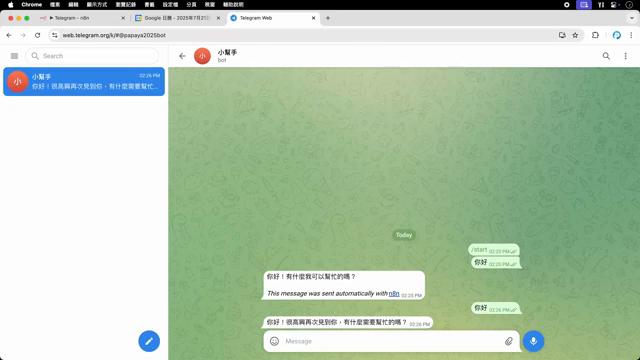 Chrome 檔案 編輯 顯示方式 瀏覽記錄 書籤 設定檔 分頁 視窗 輔助說明
Telegram - n8n
Google 日曆 - 2025年7月21
Telegram Web
web.telegram.org/k/#@papaya2025bot
Search
小幫手
bot
小
小幫手 02:26 PM
你好！很高興再次見到你，有什麼需要幫忙...
小
Today
/start 02:25 PM
你好 02:25 PM
你好！有什麼我可以幫忙的嗎？
This message was sent automatically with n8n 02:25 PM
你好 02:26 PM
你好！很高興再次見到你，有什麼需要幫忙的嗎？ 02:26 PM
Message